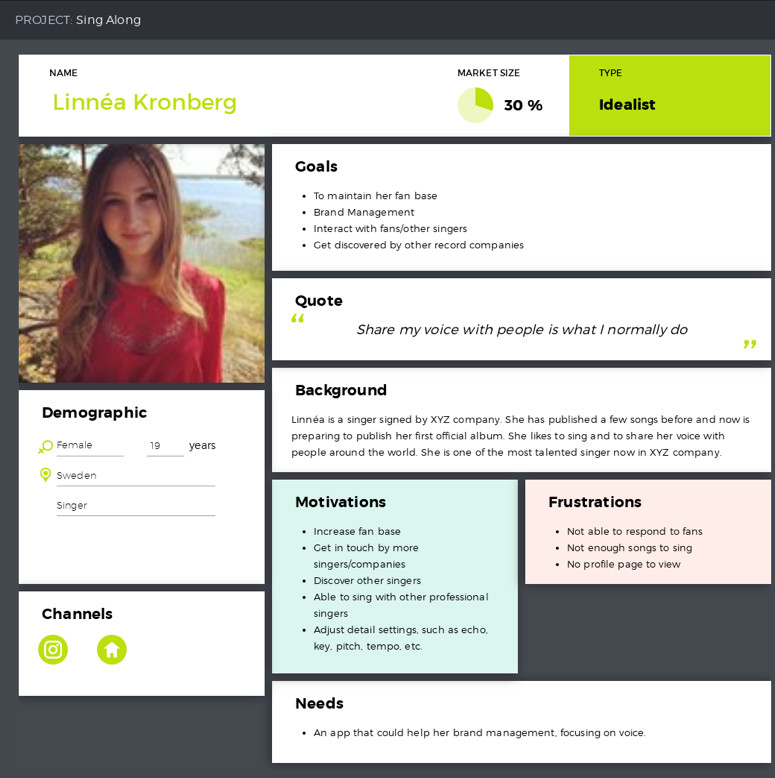 PROJECT: Sing Along
NAME
Linnéa Kronberg
MARKET SIZE
30 %
TYPE
Idealist
Goals
• To maintain her fan base
• Brand Management
• Interact with fans/other singers
• Get discovered by other record companies
Quote
“
Share my voice with people is what I normally do
”
Background
Linnéa is a singer signed by XYZ company. She has published a few songs before and now is
preparing to publish her first official album. She likes to sing and to share her voice with
people around the world. She is one of the most talented singer now in XYZ company.
Demographic
Female 19 years
Sweden
Singer
Channels
Motivations
• Increase fan base
• Get in touch by more
singers/companies
• Discover other singers
• Able to sing with other professional
singers
• Adjust detail settings, such as echo,
key, pitch, tempo, etc.
Frustrations
• Not able to respond to fans
• Not enough songs to sing
• No profile page to view
Needs
• An app that could help her brand management, focusing on voice.